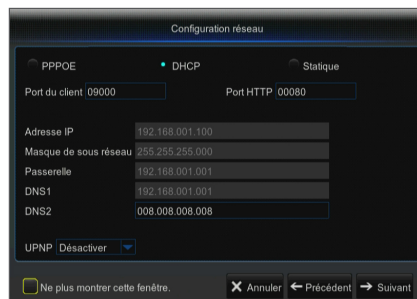 Configuration réseau
PPPOE DHCP Statique
Port du client 09000 Port HTTP 00080
Adresse IP 192.168.001.100
Masque de sous réseau 255.255.255.000
Passerelle 192.168.001.001
DNS1 192.168.001.001
DNS2 008.008.008.008
UPNP Désactiver
Ne plus montrer cette fenêtre. Annuler Précédent Suivant